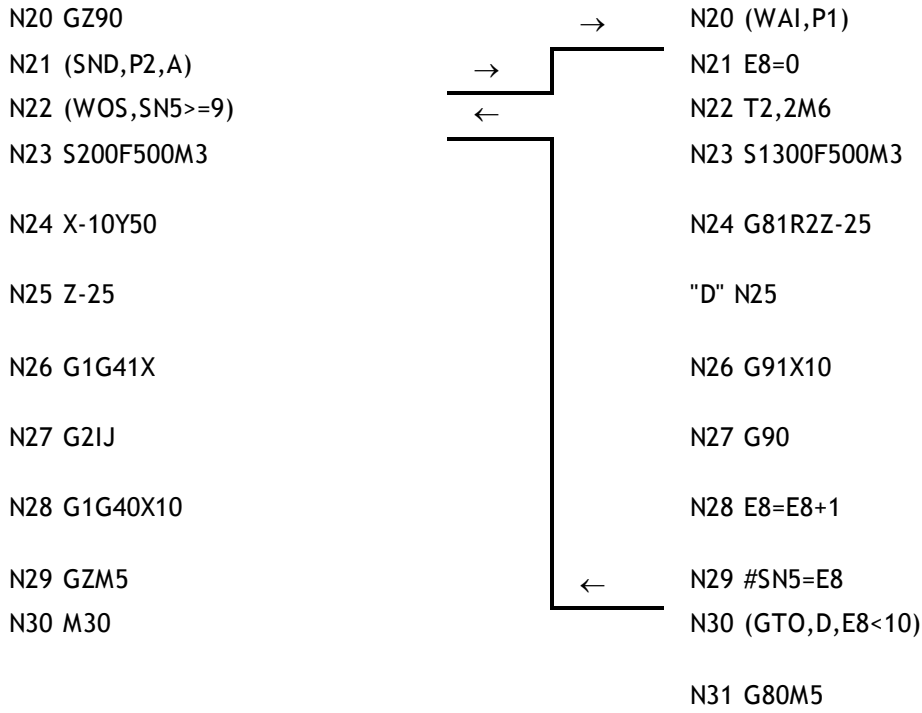 N20 GZ90
N21 (SND,P2,A)
N22 (WOS,SN5>=9)
N23 S200F500M3
N24 X-10Y50
N25 Z-25
N26 G1G41X
N27 G2IJ
N28 G1G40X10
N29 GZM5
N30 M30
→
→
←
←
N20 (WAI,P1)
N21 E8=0
N22 T2,2M6
N23 S1300F500M3
N24 G81R2Z-25
"D" N25
N26 G91X10
N27 G90
N28 E8=E8+1
N29 #SN5=E8
N30 (GTO,D,E8<10)
N31 G80M5